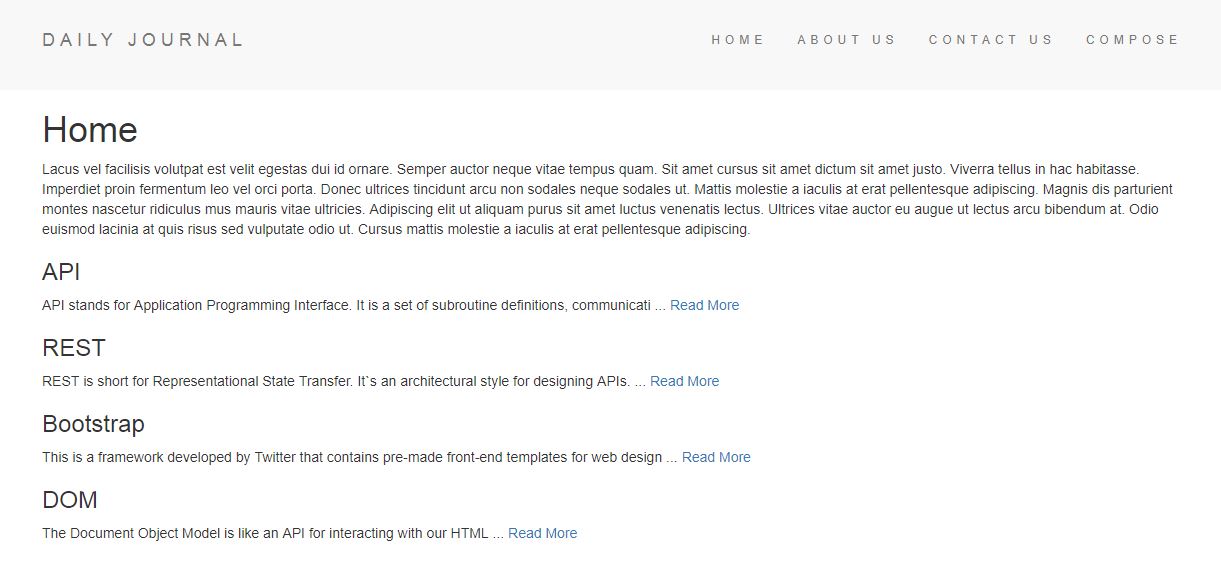 DAILY JOURNAL
HOME ABOUT US CONTACT US COMPOSE
Home
Lacus vel facilisis volutpat est velit egestas dui id ornare. Semper auctor neque vitae tempus quam. Sit amet cursus sit amet dictum sit amet justo. Viverra tellus in hac habitasse.
Imperdiet proin fermentum leo vel orci porta. Donec ultrices tincidunt arcu non sodales neque sodales ut. Mattis molestie a iaculis at erat pellentesque adipiscing. Magnis dis parturient
montes nascetur ridiculus mus mauris vitae ultricies. Adipiscing elit ut aliquam purus sit amet luctus venenatis lectus. Ultrices vitae auctor eu augue ut lectus arcu bibendum at. Odio
euismod lacinia at quis risus sed vulputate odio ut. Cursus mattis molestie a iaculis at erat pellentesque adipiscing.
API
API stands for Application Programming Interface. It is a set of subroutine definitions, communicati ... Read More
REST
REST is short for Representational State Transfer. It`s an architectural style for designing APIs. ... Read More
Bootstrap
This is a framework developed by Twitter that contains pre-made front-end templates for web design ... Read More
DOM
The Document Object Model is like an API for interacting with our HTML ... Read More